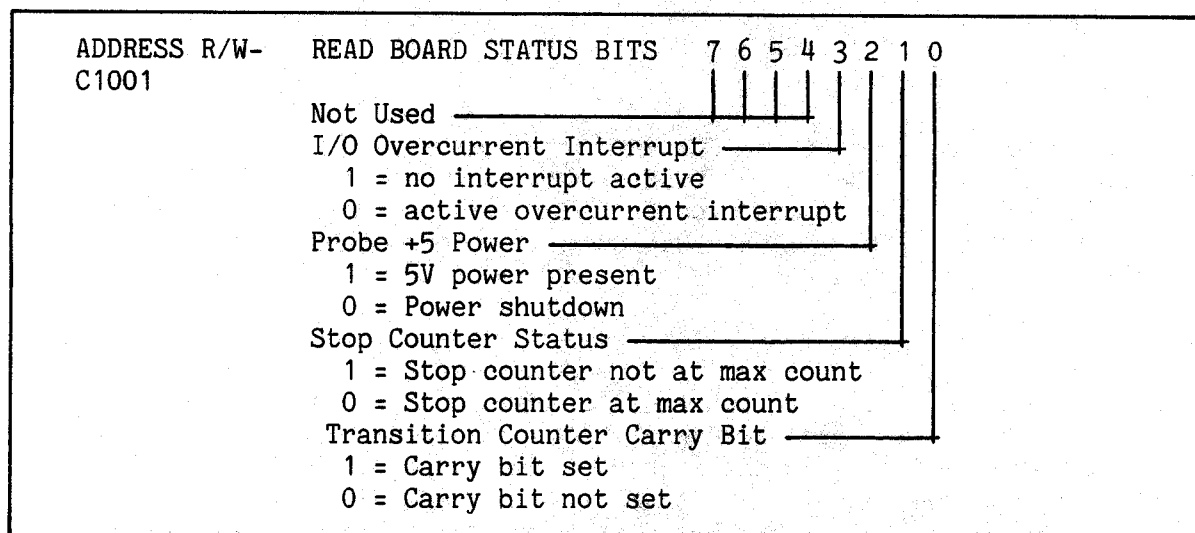 ADDRESS R/W- READ BOARD STATUS BITS 7 6 5 4 3 2 1 0
C1001
Not Used
I/O Overcurrent Interrupt
1 = no interrupt active
0 = active overcurrent interrupt
Probe +5 Power
1 = 5V power present
0 = Power shutdown
Stop Counter Status
1 = Stop counter not at max count
0 = Stop counter at max count
Transition Counter Carry Bit
1 = Carry bit set
0 = Carry bit not set